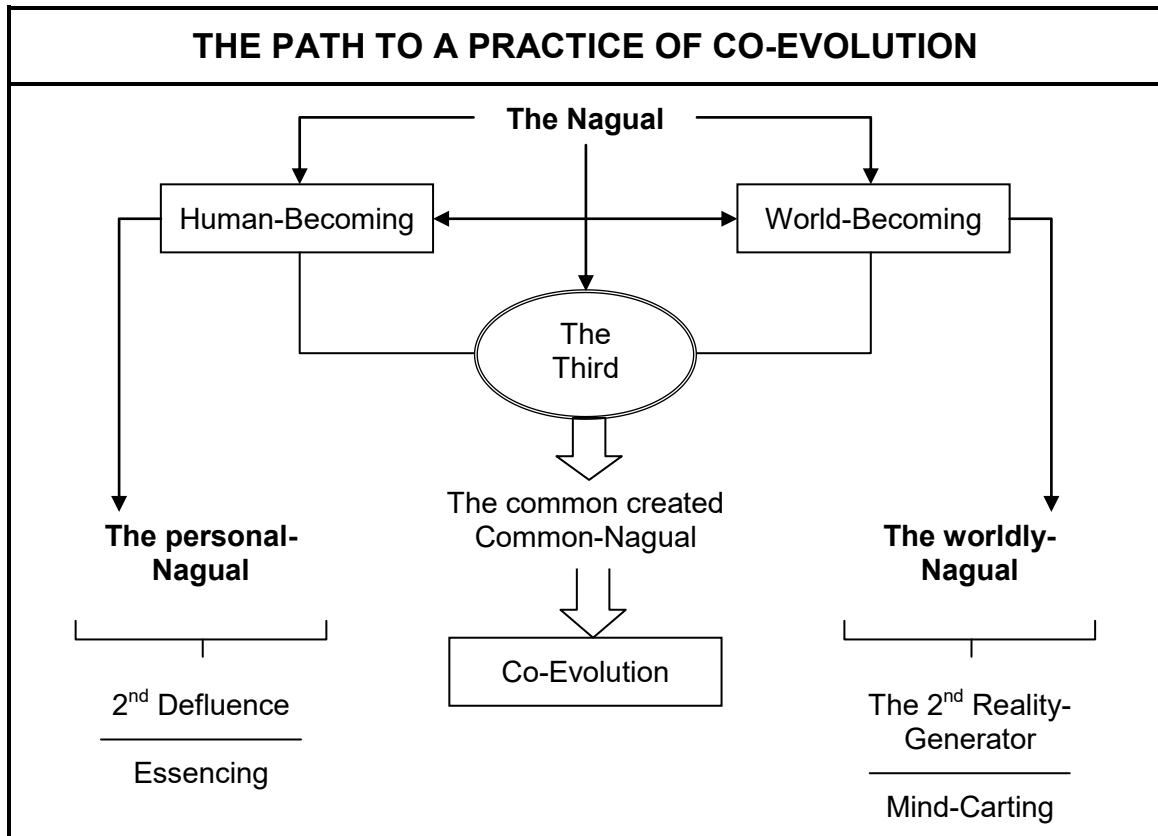 THE PATH TO A PRACTICE OF CO-EVOLUTION
The Nagual
Human-Becoming
World-Becoming
The
Third
The common created
Common-Nagual
The personal-
Nagual
The worldly-
Nagual
Co-Evolution
2nd Defluence
Essencing
The 2nd Reality-
Generator
Mind-Carting